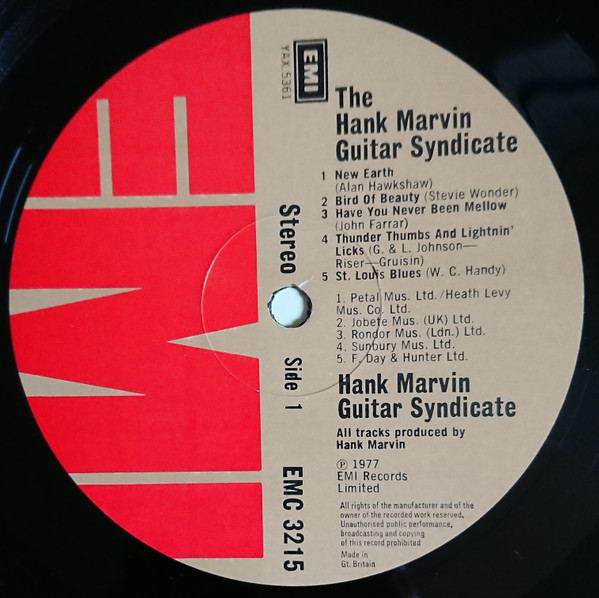 EMI
YAX.5361
The
Hank Marvin
Guitar Syndicate
1 New Earth
(Alan Hawkshaw)
2 Bird Of Beauty (Stevie Wonder)
3 Have You Never Been Mellow
(John Farrar)
4 Thunder Thumbs And Lightnin'
Licks (G. & L. Johnson—
Riser—Gruisin)
5 St. Louis Blues (W. C. Handy)
1. Petal Mus. Ltd./Heath Levy
Mus. Co. Ltd.
2. Jobete Mus. (UK) Ltd.
3. Rondor Mus. (Ldn.) Ltd.
4. Sunbury Mus. Ltd.
5. F. Day & Hunter Ltd.
Hank Marvin
Guitar Syndicate
All tracks produced by
Hank Marvin
℗ 1977
EMI Records
Limited
All rights of the manufacturer and of the
owner of the recorded work reserved.
Unauthorised public performance,
broadcasting and copying
of this record prohibited
Made in
Gt. Britain
Stereo
Side 1
EMC 3215
EMI